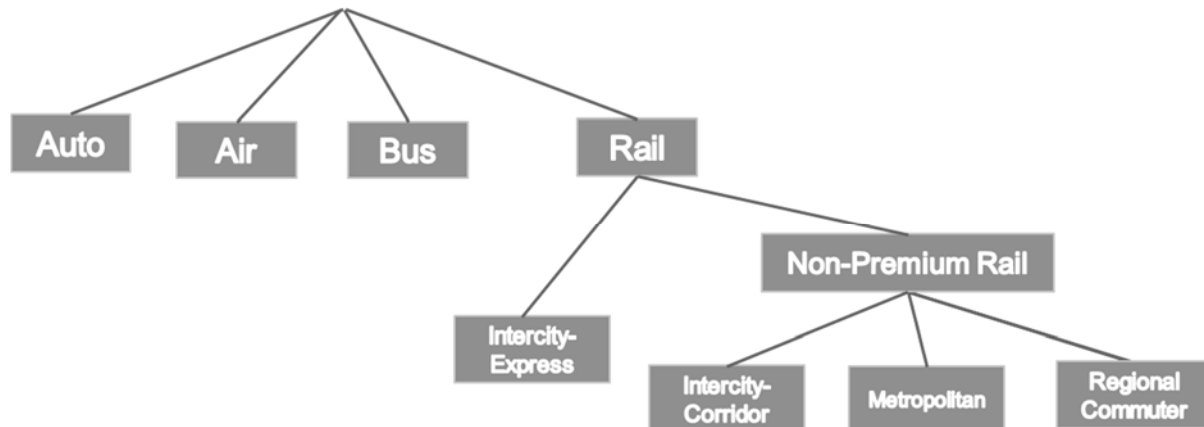 Auto
Air
Bus
Rail
Non-Premium Rail
Intercity-
Express
Intercity-
Corridor
Metropolitan
Regional
Commuter